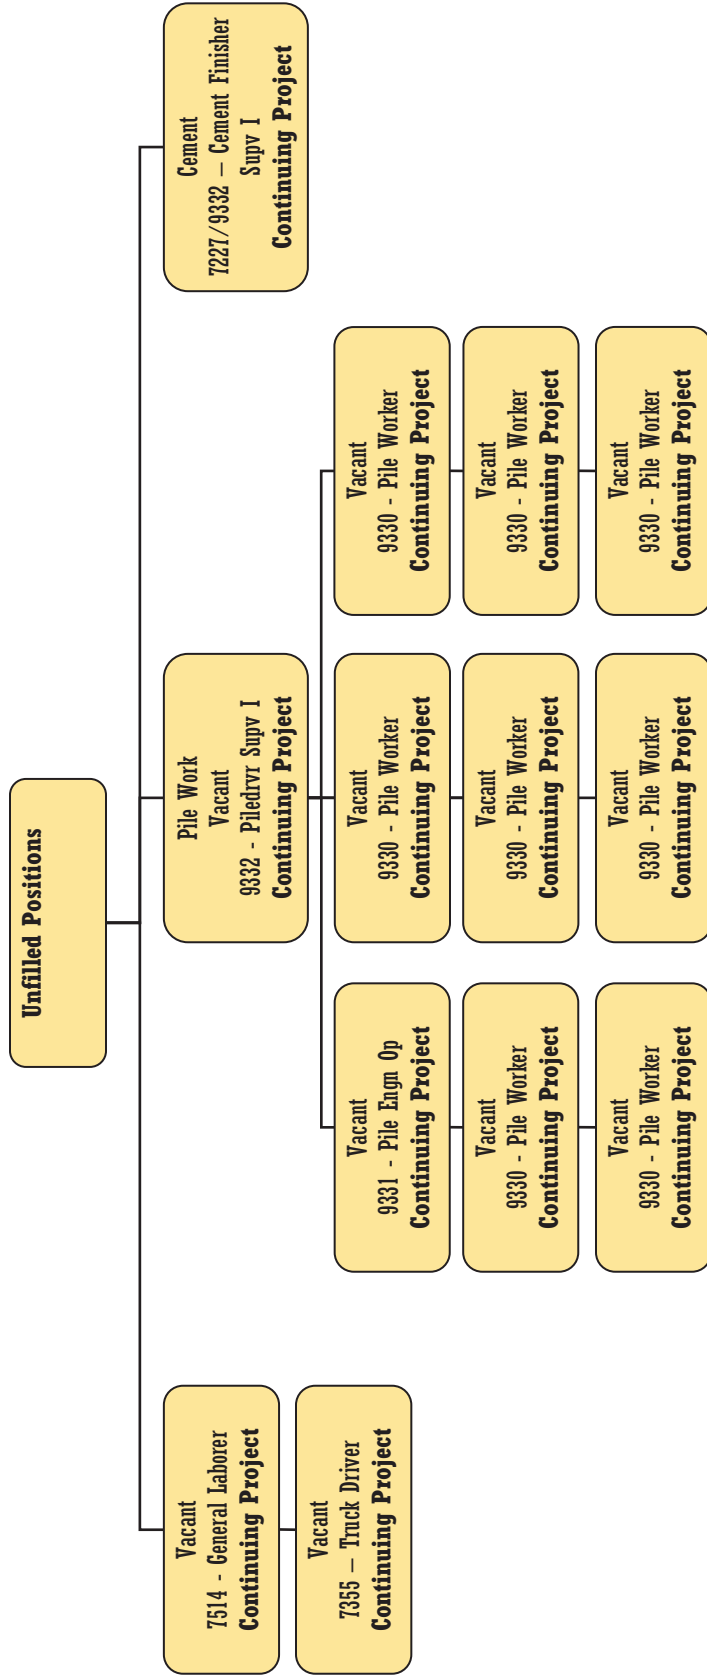 Unfilled Positions
Vacant
7514 - General Laborer
Continuing Project
Vacant
7355 – Truck Driver
Continuing Project
Pile Work
Vacant
9332 - Piledrvr Supv I
Continuing Project
Vacant
9331 - Pile Engn Op
Continuing Project
Vacant
9330 - Pile Worker
Continuing Project
Vacant
9330 - Pile Worker
Continuing Project
Vacant
9330 - Pile Worker
Continuing Project
Vacant
9330 - Pile Worker
Continuing Project
Vacant
9330 - Pile Worker
Continuing Project
Vacant
9330 - Pile Worker
Continuing Project
Vacant
9330 - Pile Worker
Continuing Project
Vacant
9330 - Pile Worker
Continuing Project
Cement
7227/9332 – Cement Finisher
Supv I
Continuing Project